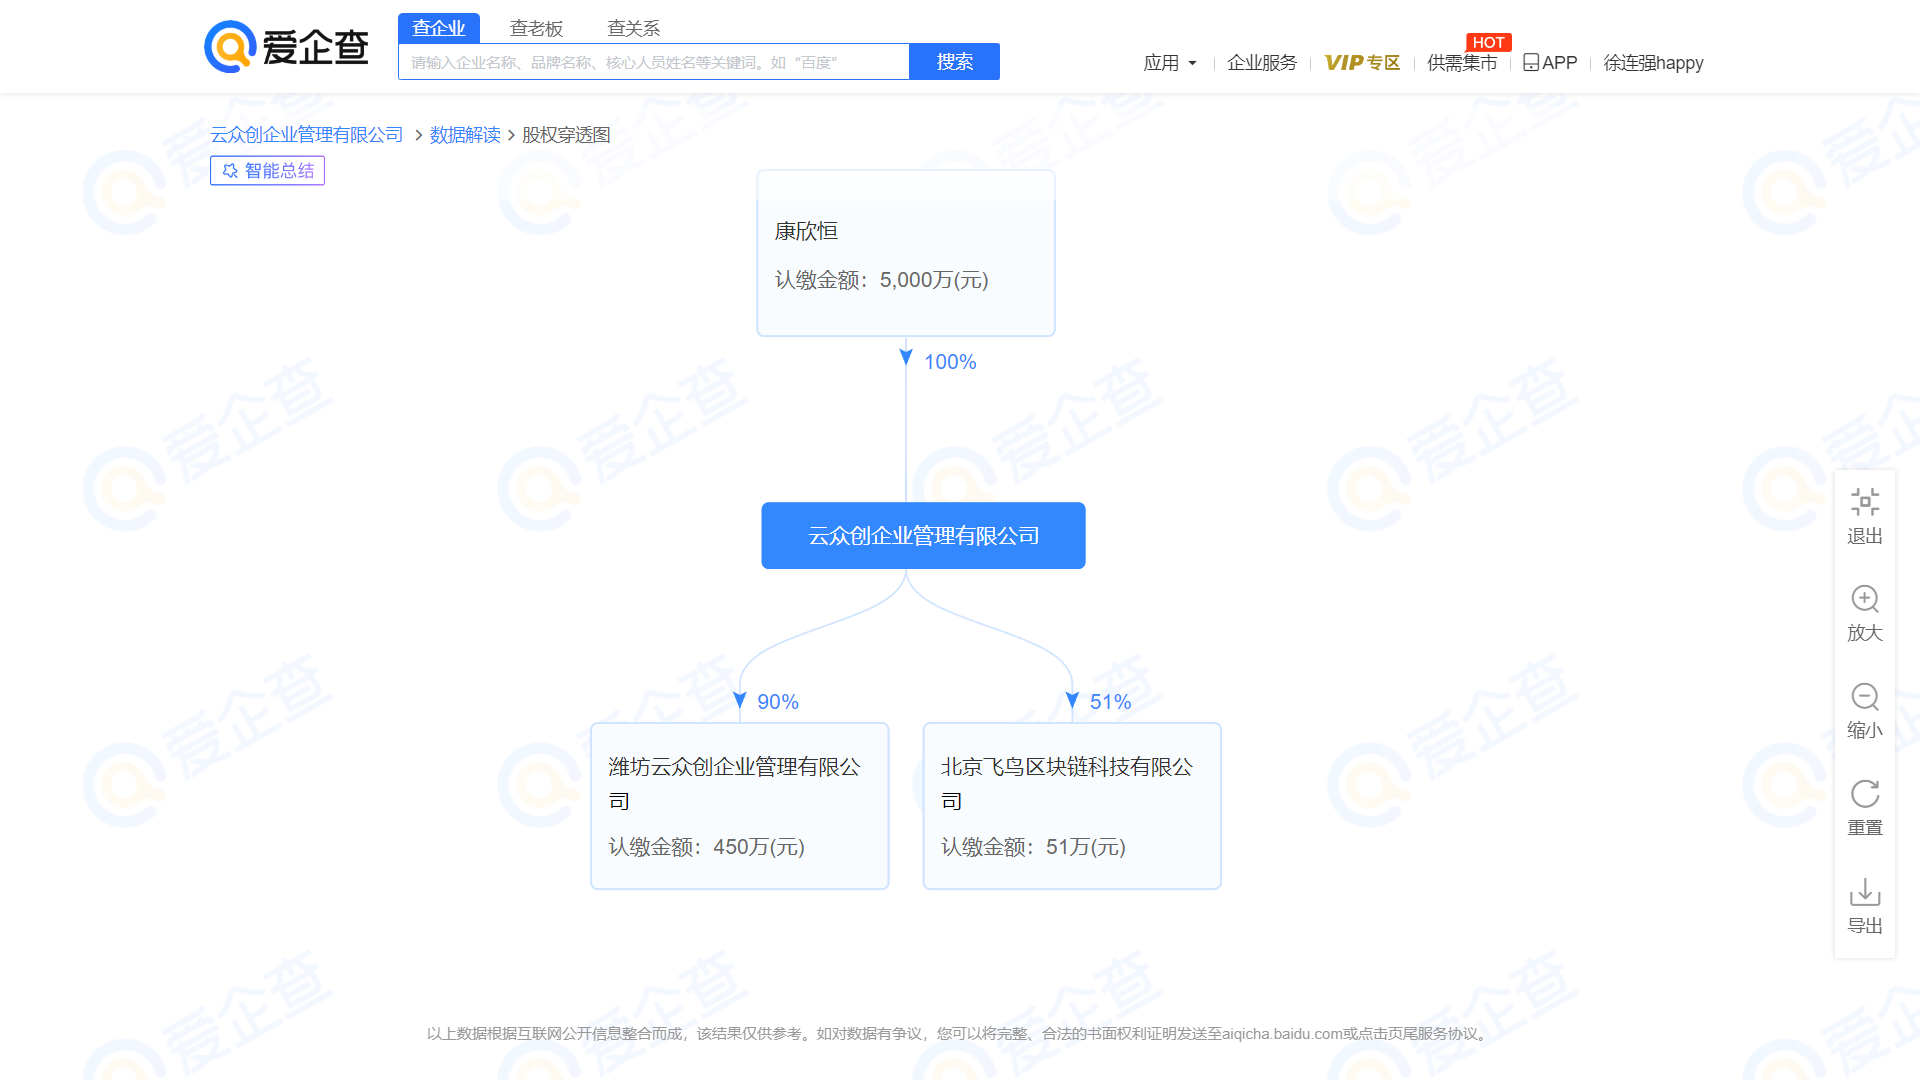 爱企查
查企业 查老板 查关系
请输入企业名称、品牌名称、核心人员姓名等关键词。如“百度”
搜索
应用
企业服务
VIP专区
供需集市
HOT
APP
徐连强happy
云众创企业管理有限公司 > 数据解读 > 股权穿透图
智能总结
康欣恒
认缴金额：5,000万(元)
100%
云众创企业管理有限公司
90%
51%
潍坊云众创企业管理有限公
司
认缴金额：450万(元)
北京飞鸟区块链科技有限公
司
认缴金额：51万(元)
退出
放大
缩小
重置
导出
以上数据根据互联网公开信息整合而成，该结果仅供参考。如对数据有争议，您可以将完整、合法的书面权利证明发送至aiqicha.baidu.com或点击页尾服务协议。